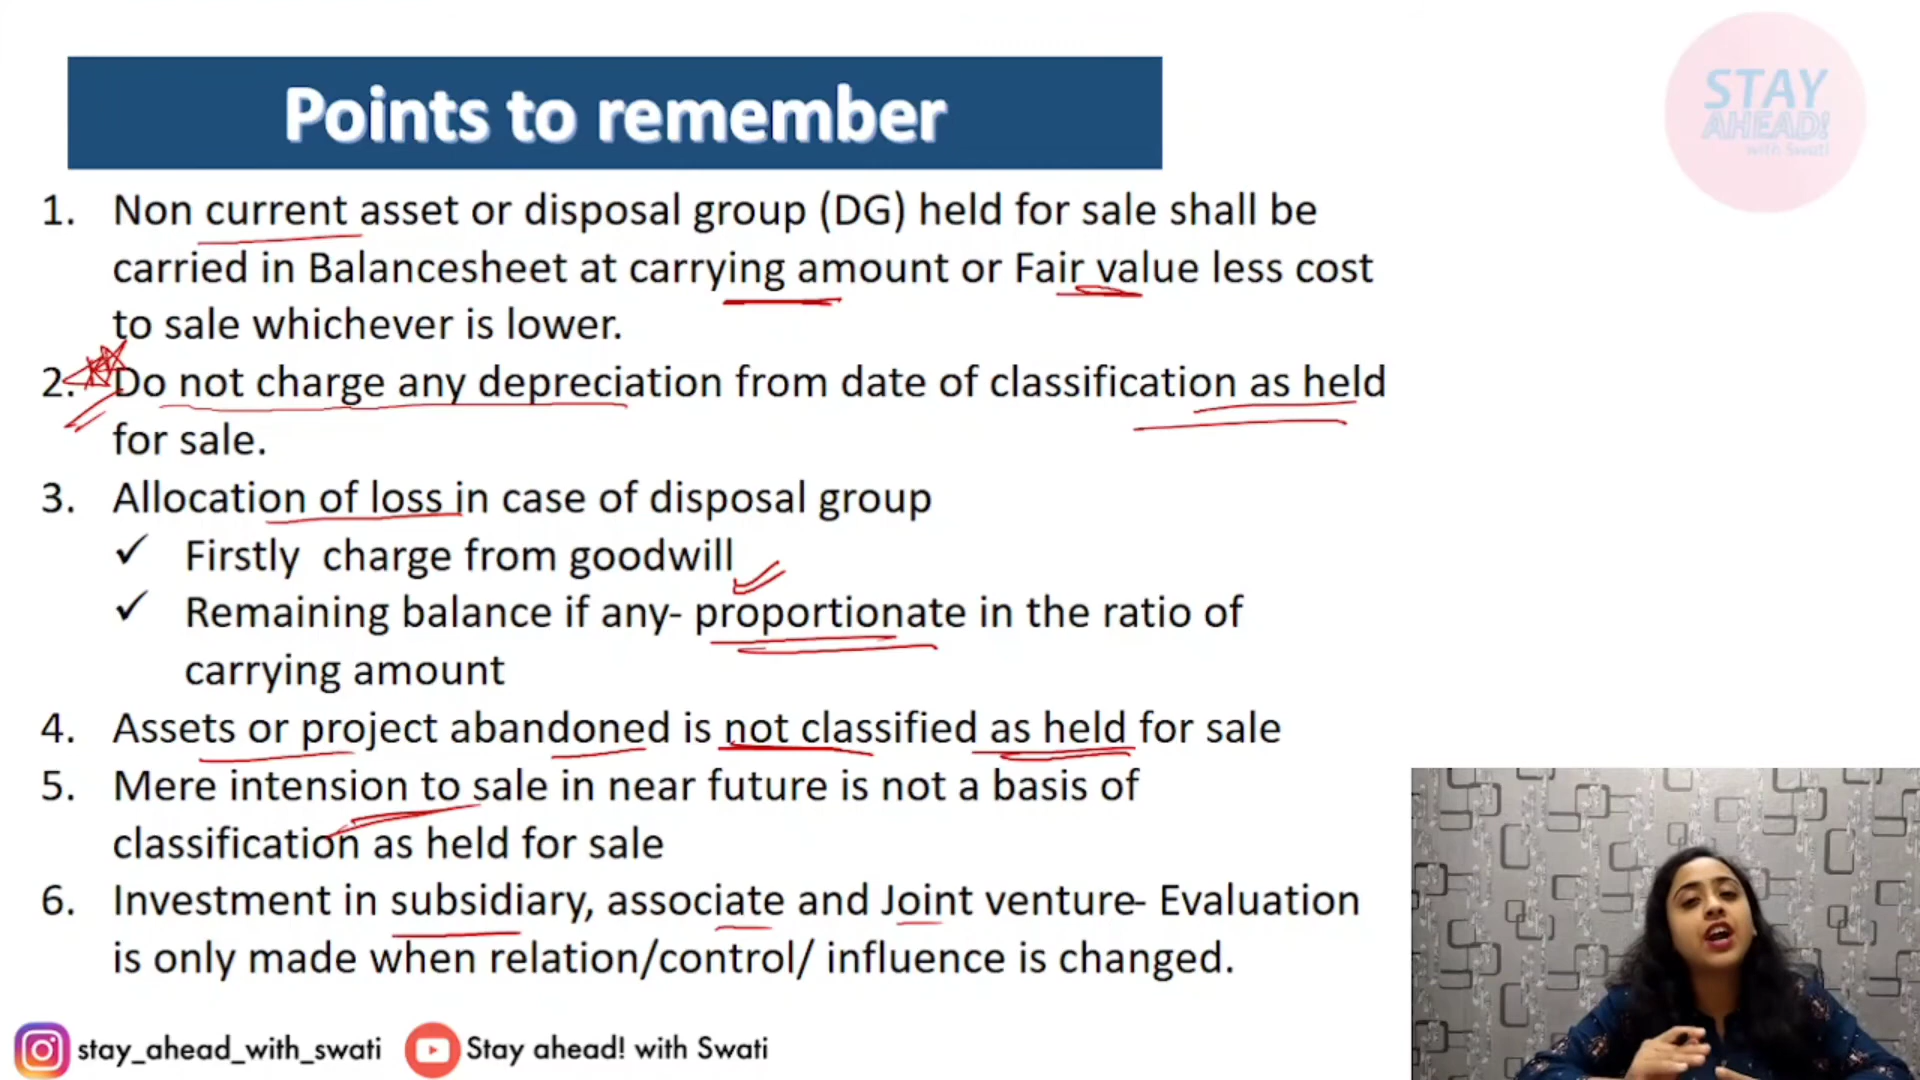 STAY
AHEAD!
with Swati
Points to remember
1. Non current asset or disposal group (DG) held for sale shall be
carried in Balancesheet at carrying amount or Fair value less cost
to sale whichever is lower.
2. Do not charge any depreciation from date of classification as held
for sale.
3. Allocation of loss in case of disposal group
✓ Firstly charge from goodwill
✓ Remaining balance if any- proportionate in the ratio of
carrying amount
4. Assets or project abandoned is not classified as held for sale
5. Mere intension to sale in near future is not a basis of
classification as held for sale
6. Investment in subsidiary, associate and Joint venture- Evaluation
is only made when relation/control/ influence is changed.
stay_ahead_with_swati Stay ahead! with Swati